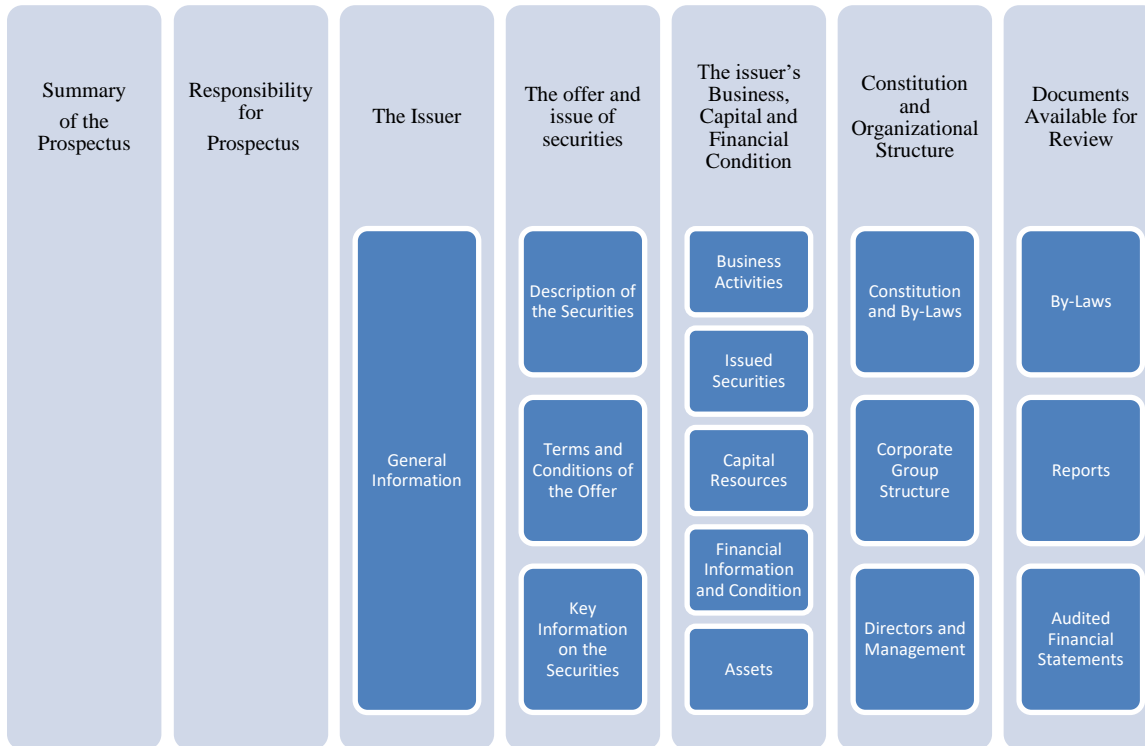 Summary
of the
Prospectus
Responsibility
for
Prospectus
The Issuer
The offer and
issue of
securities
The issuer's
Business,
Capital and
Financial
Condition
Constitution
and
Organizational
Structure
Documents
Available for
Review
General
Information
Description of
the Securities
Terms and
Conditions of
the Offer
Key
Information
on the
Securities
Business
Activities
Issued
Securities
Capital
Resources
Financial
Information
and Condition
Assets
Constitution
and By-Laws
Corporate
Group
Structure
Directors and
Management
By-Laws
Reports
Audited
Financial
Statements